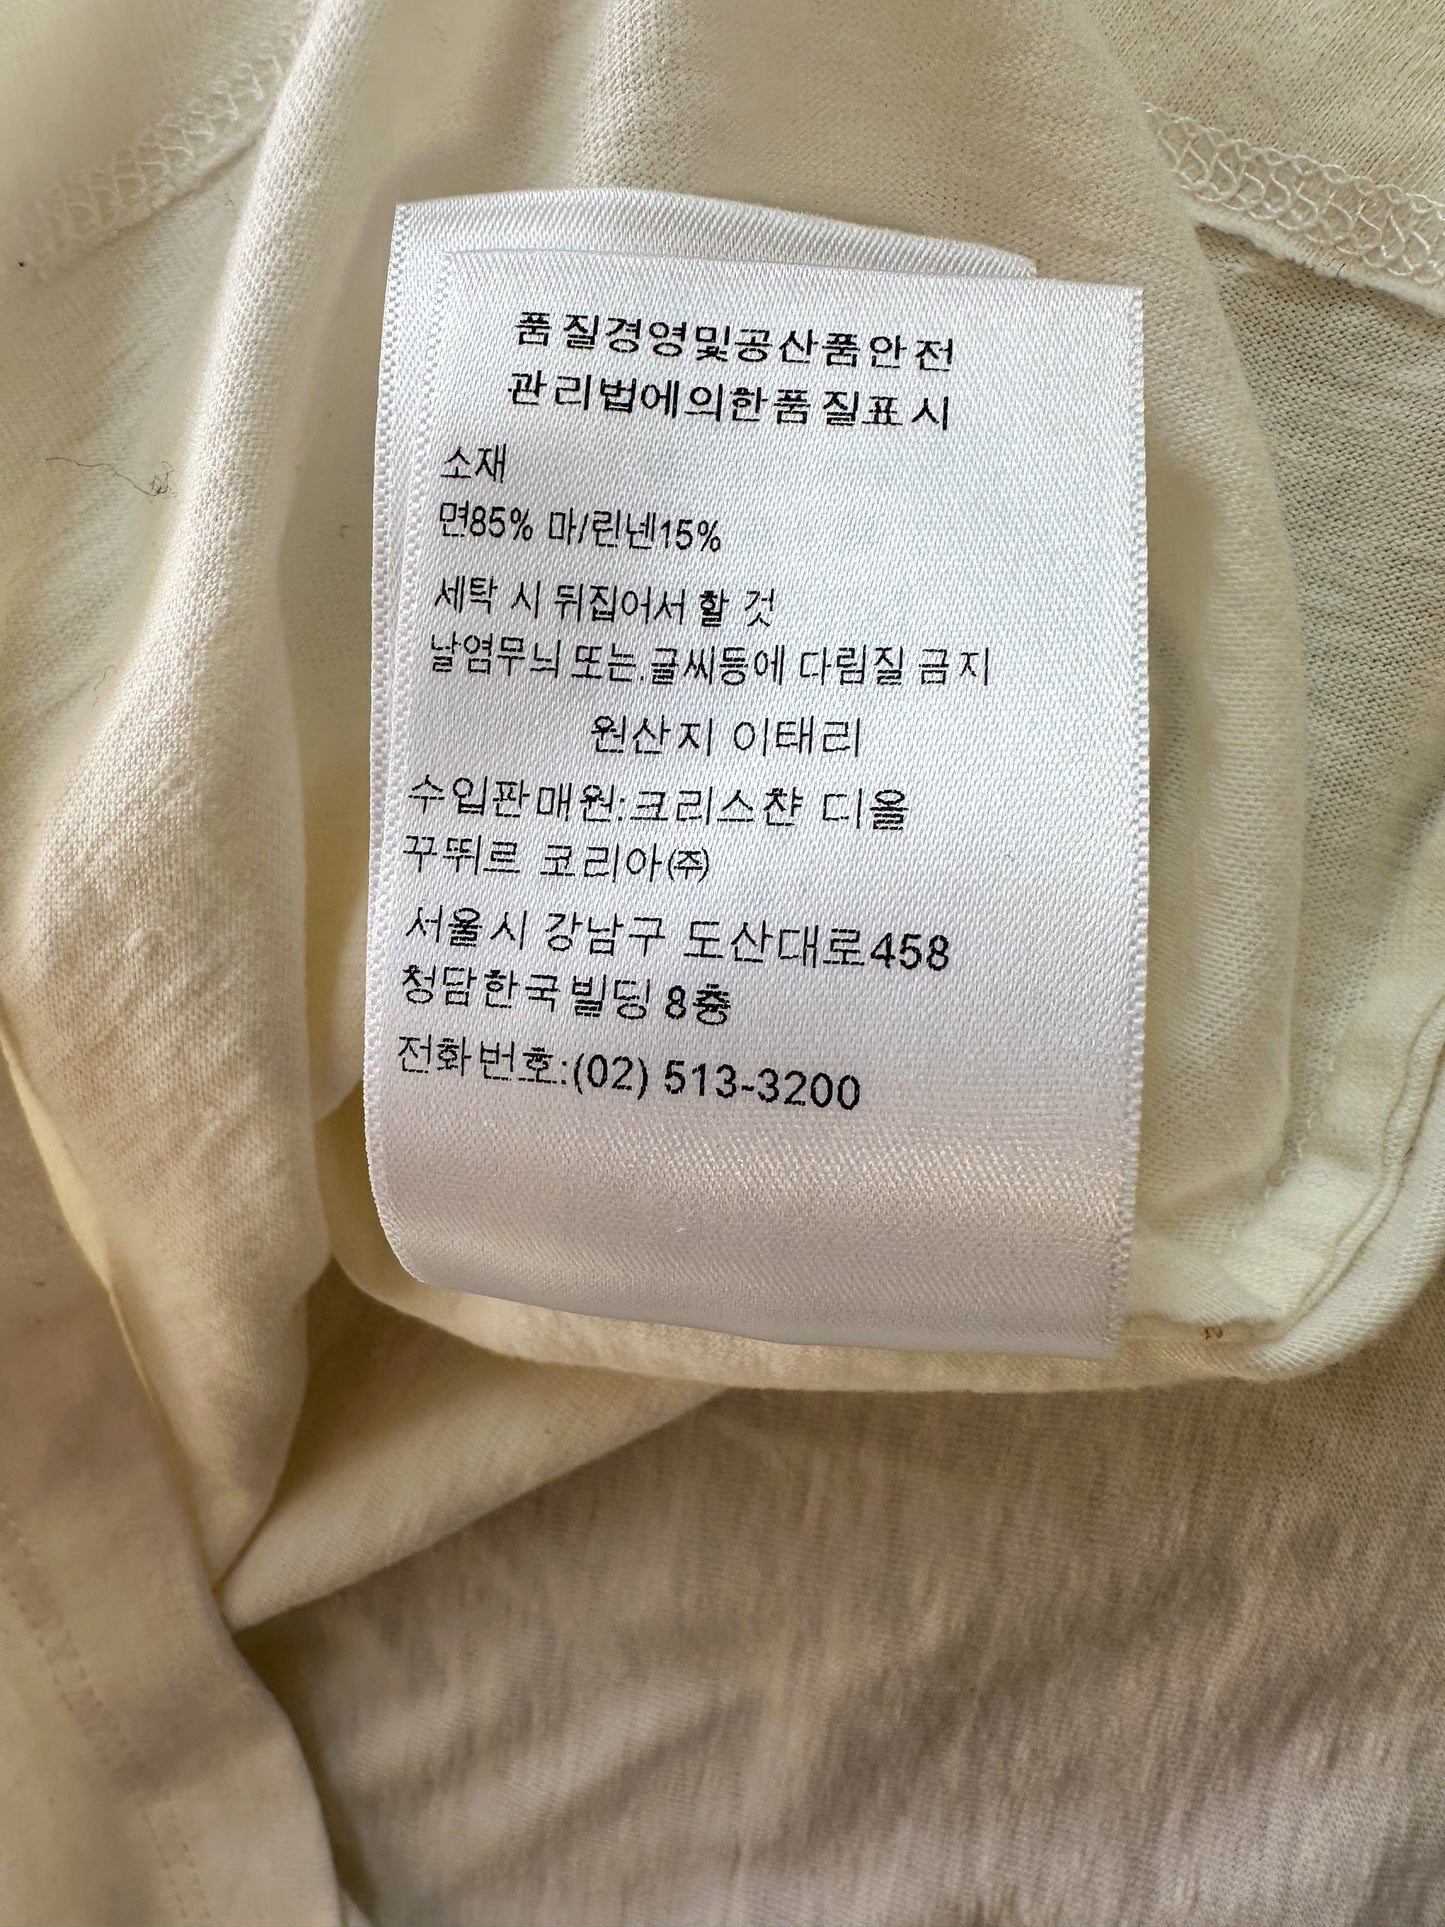 품질경영및공산품안전
관리법에의한품질표시
소재
면85% 마/린넨15%
세탁 시 뒤집어서 할 것
날염무늬 또는.글씨등에 다림질 금지
원산지 이태리
수입판매원:크리스챤 디올
꾸뛰르 코리아㈜
서울시 강남구 도산대로458
청담한국빌딩 8층
전화번호:(02) 513-3200